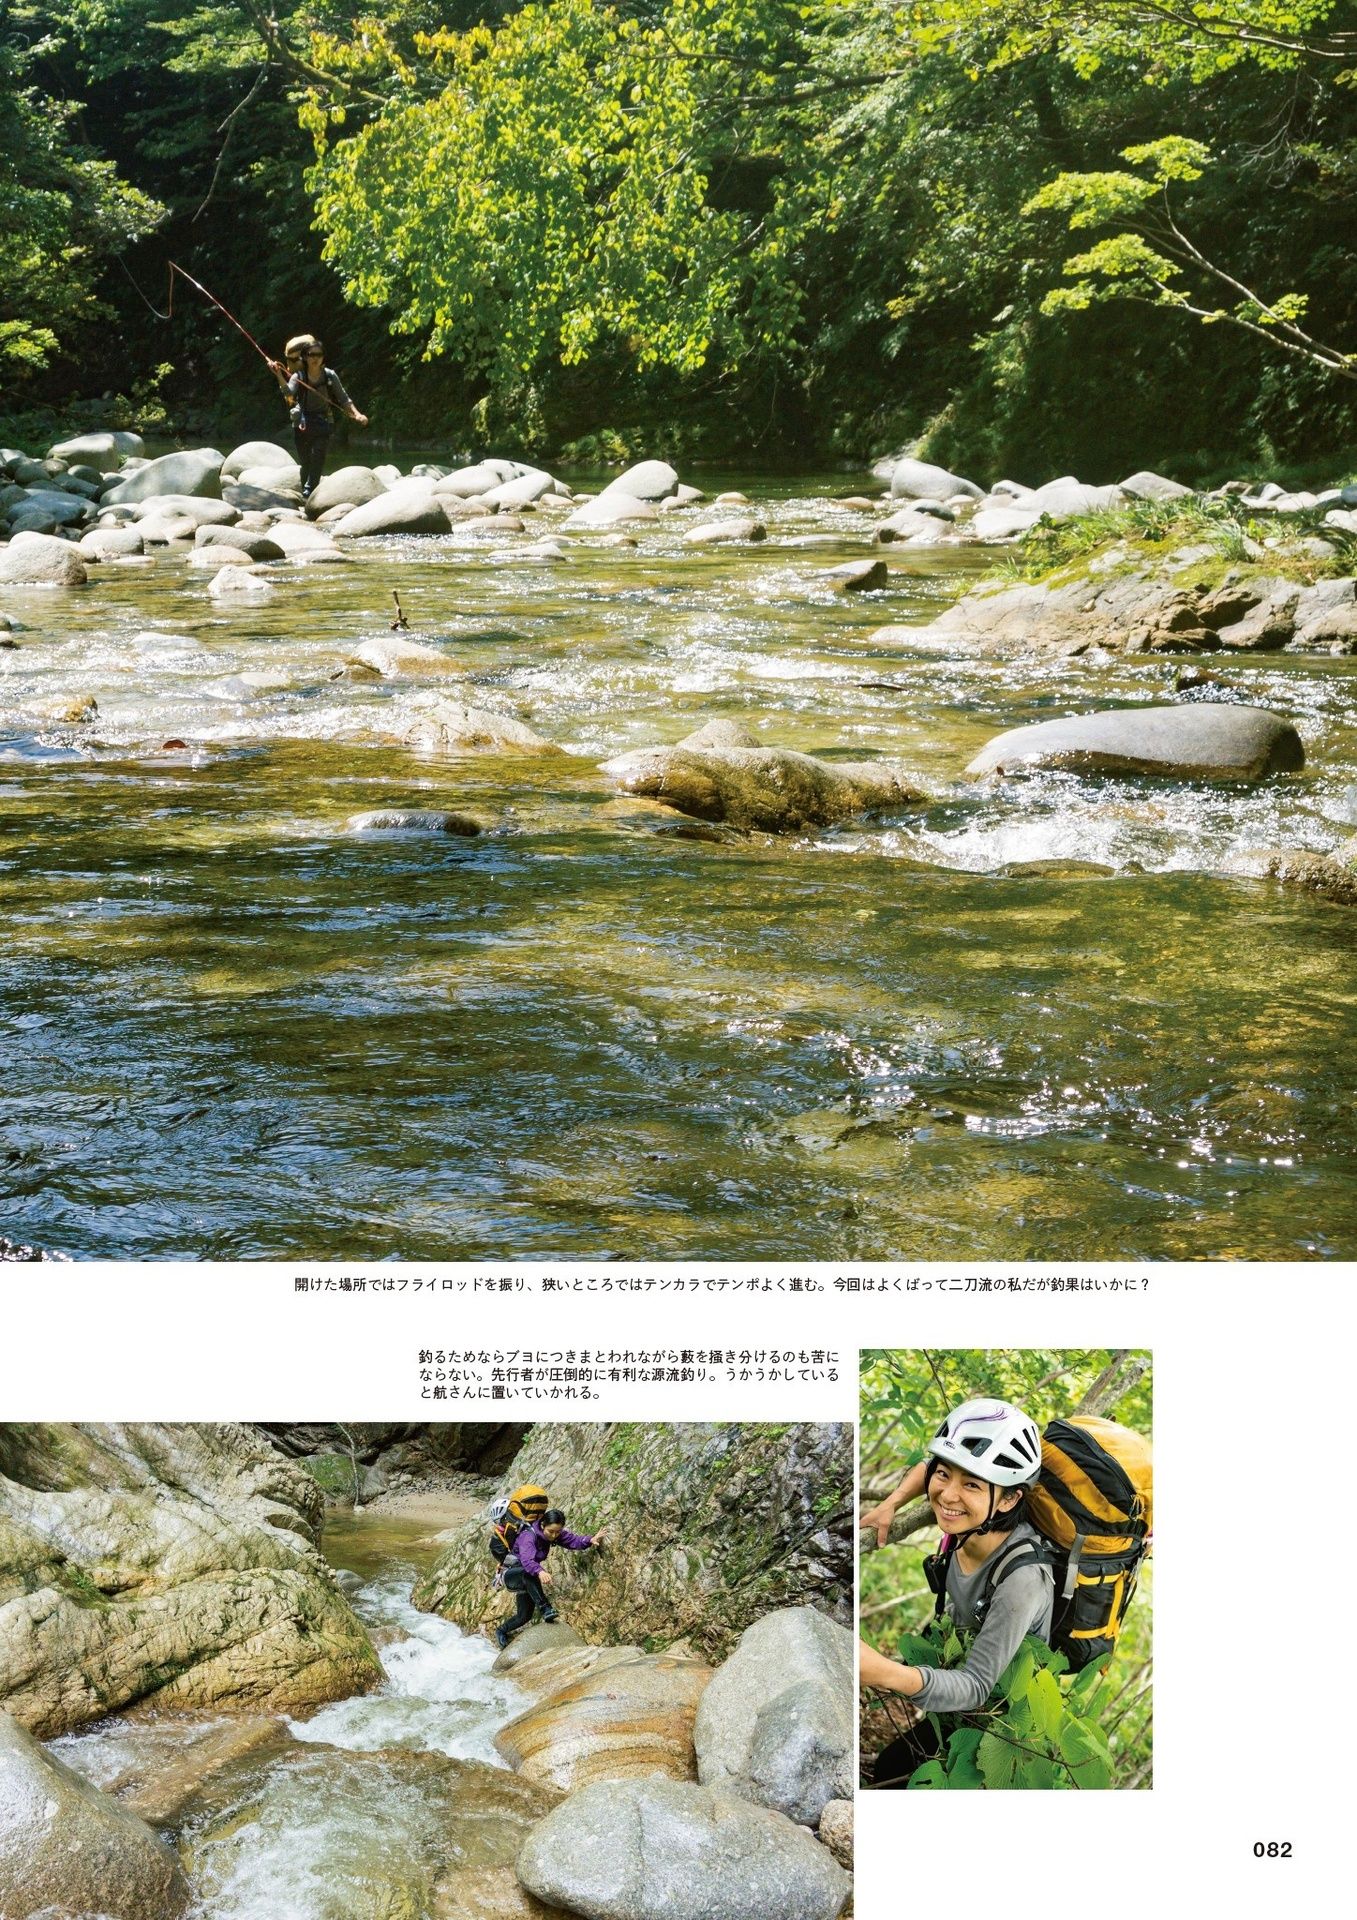 開けた場所ではフライロッドを振り、狭いところではテンカラでテンポよく進む。今回はよくばって二刀流の私だが釣果はいかに？
釣るためならブヨにつきまとわれながら藪を掻き分けるのも苦に
ならない。先行者が圧倒的に有利な源流釣り。うかうかしている
と航さんに置いていかれる。
082